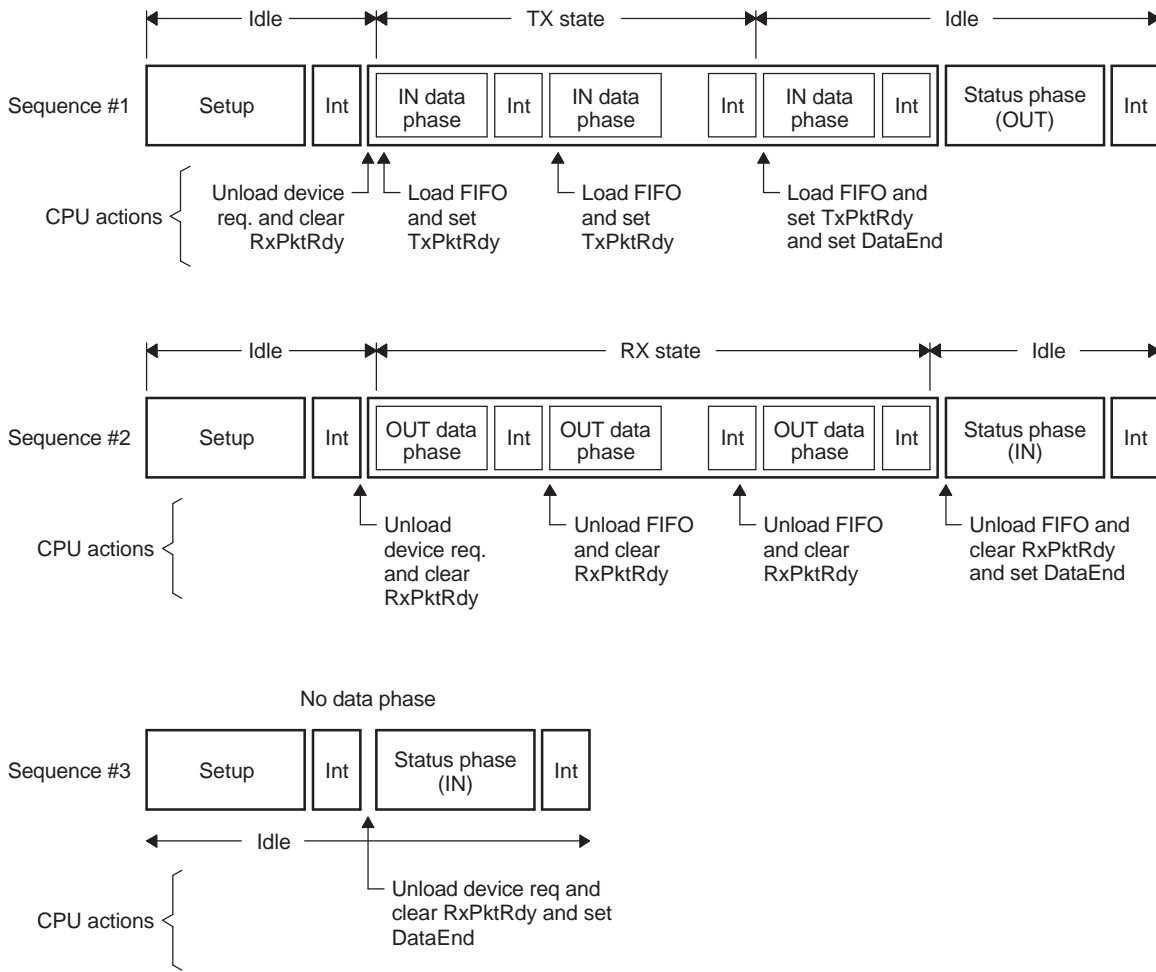 Idle
TX state
Idle
Sequence #1
Setup
Int
IN data
phase
Int
IN data
phase
Int
IN data
phase
Int
Status phase
(OUT)
Int
CPU actions
Unload device
req. and clear
RxPktRdy
Load FIFO
and set
TxPktRdy
Load FIFO
and set
TxPktRdy
Load FIFO and
set TxPktRdy
and set DataEnd
Idle
RX state
Idle
Sequence #2
Setup
Int
OUT data
phase
Int
OUT data
phase
Int
OUT data
phase
Int
Status phase
(IN)
Int
CPU actions
Unload
device req.
and clear
RxPktRdy
Unload FIFO
and clear
RxPktRdy
Unload FIFO
and clear
RxPktRdy
Unload FIFO and
clear RxPktRdy
and set DataEnd
No data phase
Sequence #3
Setup
Int
Status phase
(IN)
Int
Idle
CPU actions
Unload device req and
clear RxPktRdy and set
DataEnd